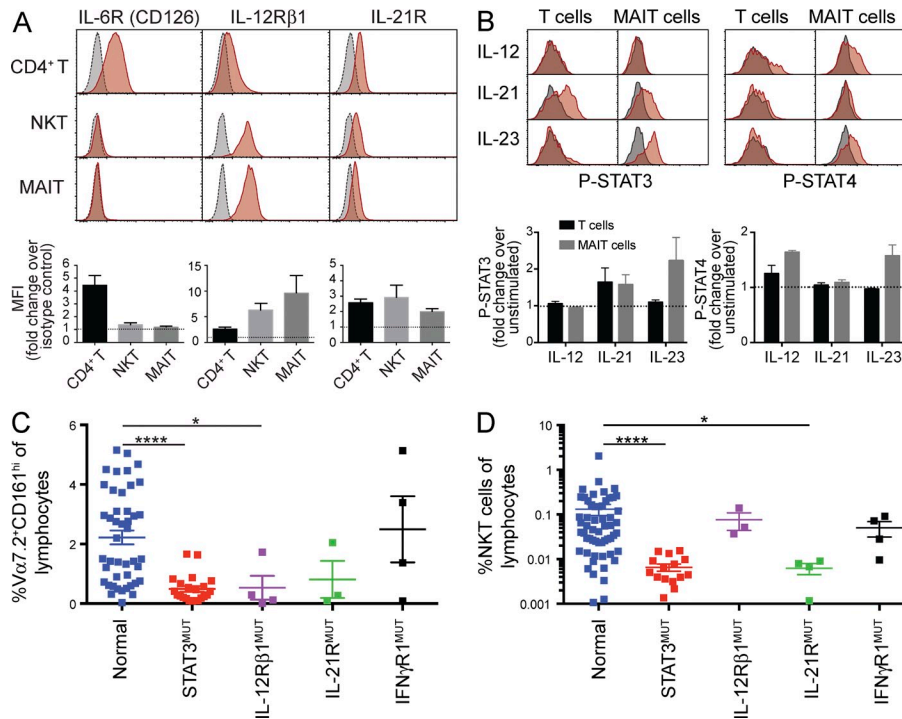 A
IL-6R (CD126) IL-12Rβ1 IL-21R
CD4+ T
NKT
MAIT
MFI
(fold change over
isotype control)
5
4
3
2
1
0
CD4+ T NKT MAIT
15
10
5
0
CD4+ T NKT MAIT
5
4
3
2
1
0
CD4+ T NKT MAIT
B
T cells MAIT cells T cells MAIT cells
IL-12
IL-21
IL-23
P-STAT3 P-STAT4
P-STAT3
(fold change over
unstimulated)
3
2
1
0
T cells
MAIT cells
IL-12 IL-21 IL-23
P-STAT4
(fold change over
unstimulated)
2
1
0
IL-12 IL-21 IL-23
C
%Vα7.2+CD161hi of
lymphocytes
6
4
2
0
*
****
Normal
STAT3MUT
IL-12Rβ1MUT
IL-21RMUT
IFNγR1MUT
D
%NKT cells of
lymphocytes
10
1
0.1
0.01
0.001
*
****
Normal
STAT3MUT
IL-12Rβ1MUT
IL-21RMUT
IFNγR1MUT